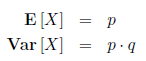 E[X] = p
Var[X] = p · q